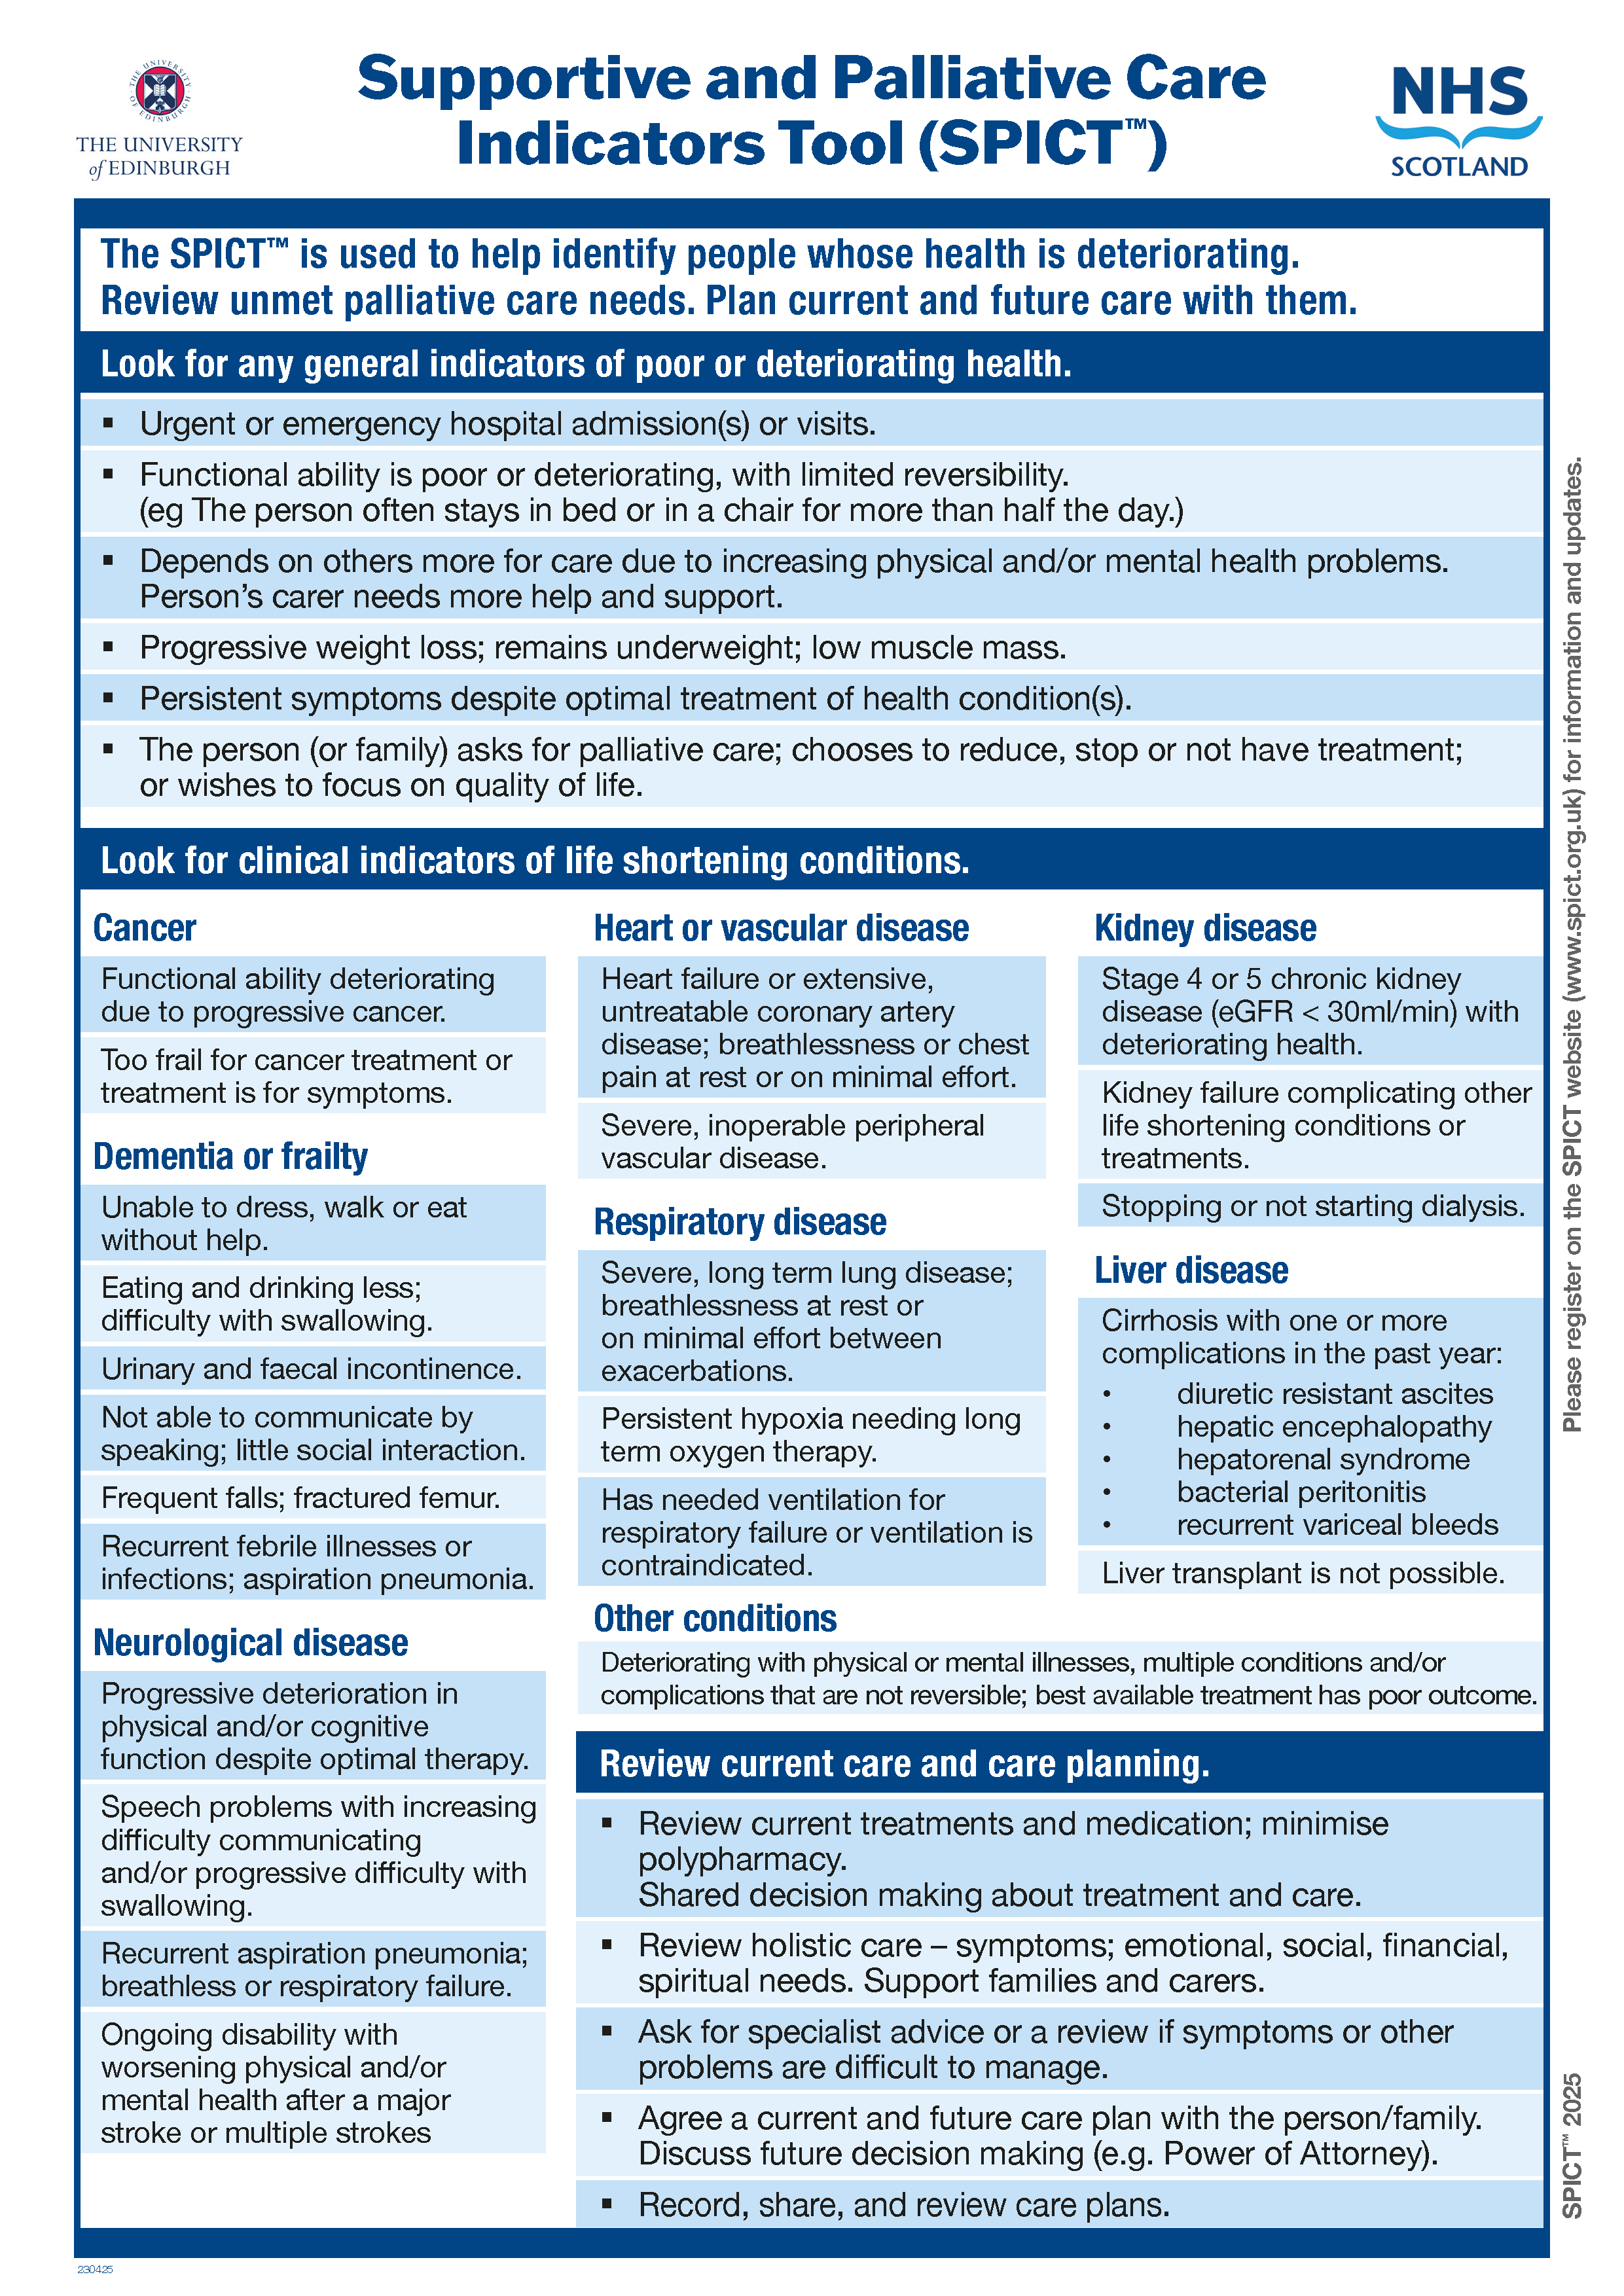 THE UNIVERSITY OF EDINBURGH
THE UNIVERSITY
of EDINBURGH
Supportive and Palliative Care
Indicators Tool (SPICT™)
NHS
SCOTLAND
The SPICT™ is used to help identify people whose health is deteriorating.
Review unmet palliative care needs. Plan current and future care with them.
Look for any general indicators of poor or deteriorating health.
▪ Urgent or emergency hospital admission(s) or visits.
▪ Functional ability is poor or deteriorating, with limited reversibility.
(eg The person often stays in bed or in a chair for more than half the day.)
▪ Depends on others more for care due to increasing physical and/or mental health problems.
Person’s carer needs more help and support.
▪ Progressive weight loss; remains underweight; low muscle mass.
▪ Persistent symptoms despite optimal treatment of health condition(s).
▪ The person (or family) asks for palliative care; chooses to reduce, stop or not have treatment;
or wishes to focus on quality of life.
Look for clinical indicators of life shortening conditions.
Cancer
Functional ability deteriorating
due to progressive cancer.
Too frail for cancer treatment or
treatment is for symptoms.
Dementia or frailty
Unable to dress, walk or eat
without help.
Eating and drinking less;
difficulty with swallowing.
Urinary and faecal incontinence.
Not able to communicate by
speaking; little social interaction.
Frequent falls; fractured femur.
Recurrent febrile illnesses or
infections; aspiration pneumonia.
Neurological disease
Progressive deterioration in
physical and/or cognitive
function despite optimal therapy.
Speech problems with increasing
difficulty communicating
and/or progressive difficulty with
swallowing.
Recurrent aspiration pneumonia;
breathless or respiratory failure.
Ongoing disability with
worsening physical and/or
mental health after a major
stroke or multiple strokes
Heart or vascular disease
Heart failure or extensive,
untreatable coronary artery
disease; breathlessness or chest
pain at rest or on minimal effort.
Severe, inoperable peripheral
vascular disease.
Respiratory disease
Severe, long term lung disease;
breathlessness at rest or
on minimal effort between
exacerbations.
Persistent hypoxia needing long
term oxygen therapy.
Has needed ventilation for
respiratory failure or ventilation is
contraindicated.
Kidney disease
Stage 4 or 5 chronic kidney
disease (eGFR < 30ml/min) with
deteriorating health.
Kidney failure complicating other
life shortening conditions or
treatments.
Stopping or not starting dialysis.
Liver disease
Cirrhosis with one or more
complications in the past year:
• diuretic resistant ascites
• hepatic encephalopathy
• hepatorenal syndrome
• bacterial peritonitis
• recurrent variceal bleeds
Liver transplant is not possible.
Other conditions
Deteriorating with physical or mental illnesses, multiple conditions and/or
complications that are not reversible; best available treatment has poor outcome.
Review current care and care planning.
▪ Review current treatments and medication; minimise
polypharmacy.
Shared decision making about treatment and care.
▪ Review holistic care – symptoms; emotional, social, financial,
spiritual needs. Support families and carers.
▪ Ask for specialist advice or a review if symptoms or other
problems are difficult to manage.
▪ Agree a current and future care plan with the person/family.
Discuss future decision making (e.g. Power of Attorney).
▪ Record, share, and review care plans.
Please register on the SPICT website (www.spict.org.uk) for information and updates.
SPICT™ 2025
230425